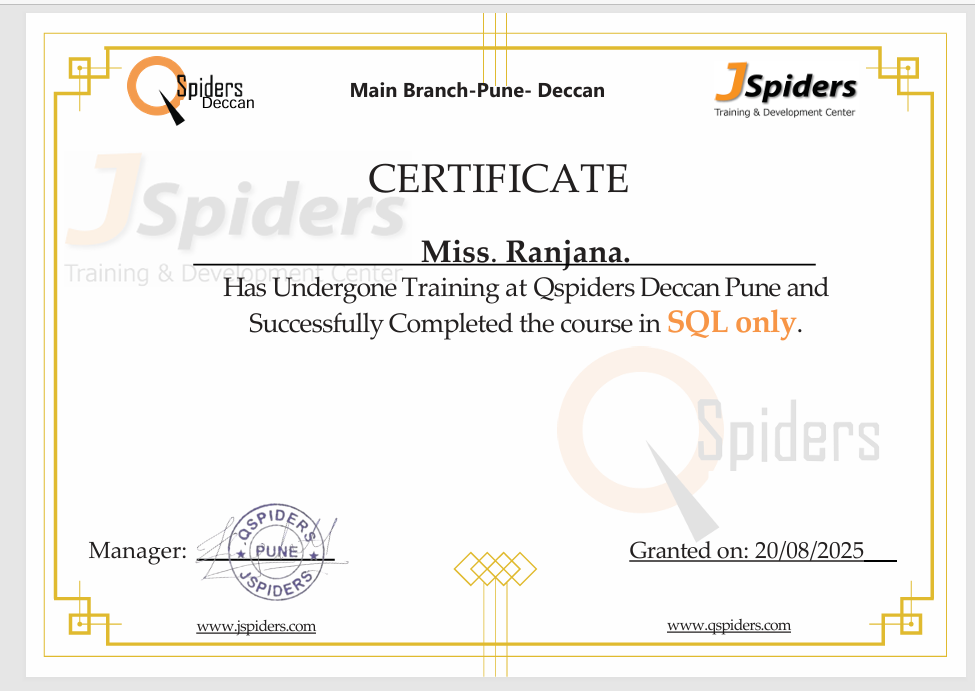 Spiders
Deccan
Main Branch-Pune- Deccan
JSpiders
Training & Development Center
CERTIFICATE
JSpiders
Training & Development Center
Miss. Ranjana.
Has Undergone Training at Qspiders Deccan Pune and
Successfully Completed the course in SQL only.
Spiders
Manager:
QSPIDERS
PUNE
JSPIDERS
Granted on: 20/08/2025
www.jspiders.com
www.qspiders.com